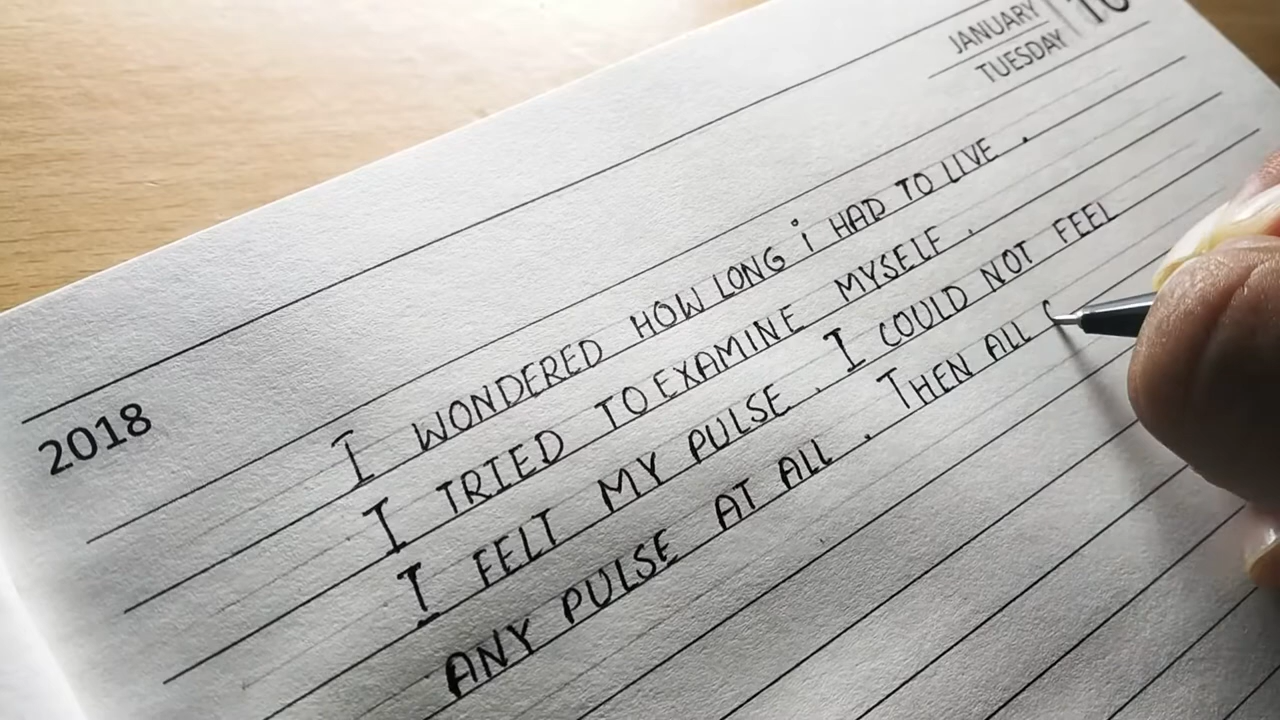 JANUARY
TUESDAY
2018
I WONDERED HOW LONG i HAD TO LIVE .
I TRIED TO EXAMINE MYSELF .
I FELT MY PULSE . I COULD NOT FEEL
ANY PULSE AT ALL . THEN ALL